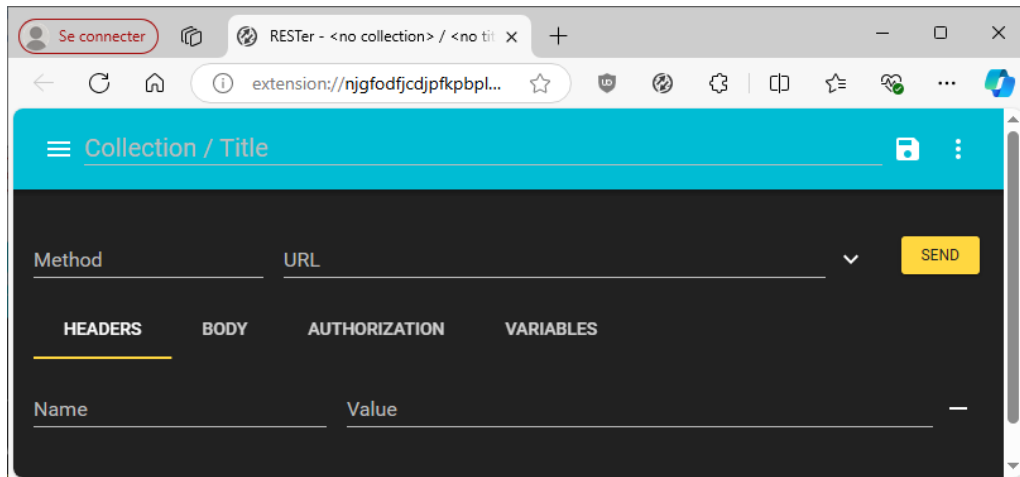 Se connecter RESTer - <no collection> / <no tit
extension://njgfodfjcdjpfkpbpl...
Collection / Title
Method URL SEND
HEADERS BODY AUTHORIZATION VARIABLES
Name Value